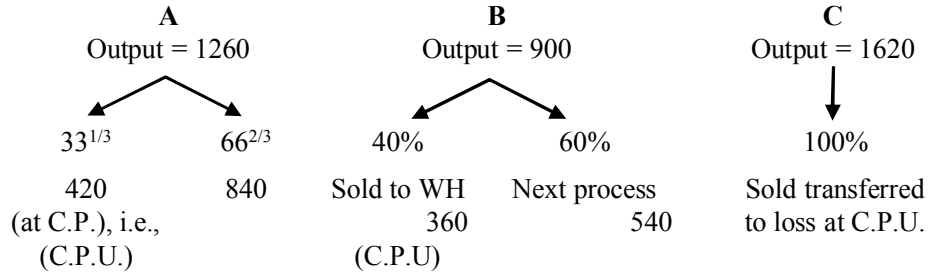 A B C
Output = 1260 Output = 900 Output = 1620
33^1/3 66^2/3 40% 60% 100%
420 840 Sold to WH Next process Sold transferred
(at C.P.), i.e., 360 540 to loss at C.P.U.
(C.P.U.) (C.P.U)